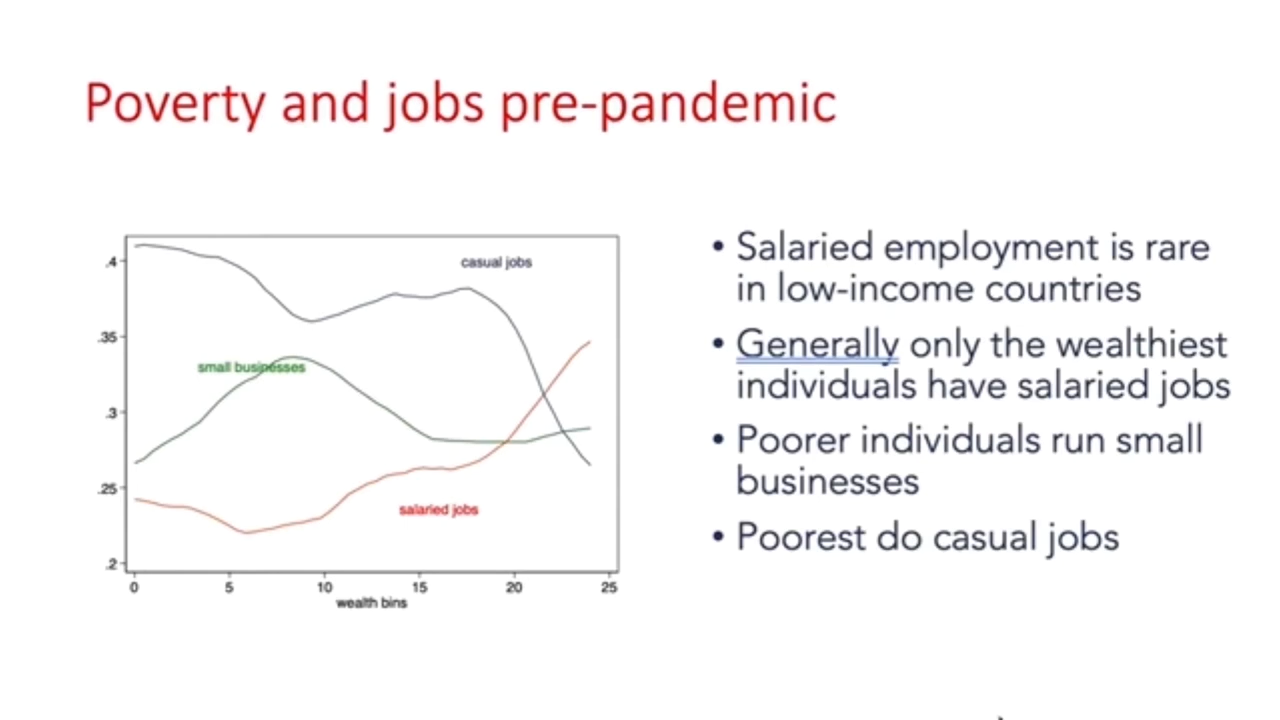 Poverty and jobs pre-pandemic
.4
.35
.3
.25
.2
casual jobs
small businesses
salaried jobs
0 5 10 15 20 25
wealth bins
• Salaried employment is rare
in low-income countries
• Generally only the wealthiest
individuals have salaried jobs
• Poorer individuals run small
businesses
• Poorest do casual jobs